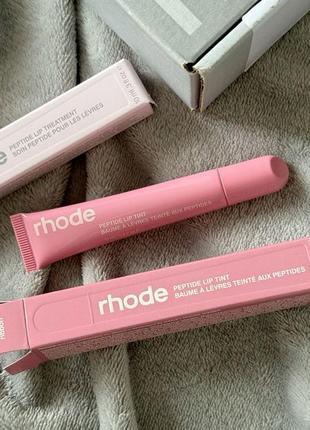 PEPTIDE LIP TREATMENT
SOIN PEPTIDE POUR LES LÈVRES
rhode
PEPTIDE LIP TINT
BAUME À LÈVRES TEINTÉ AUX PEPTIDES
rhode
PEPTIDE LIP TINT
BAUME À LÈVRES TEINTÉ AUX PEPTIDES
ribbon